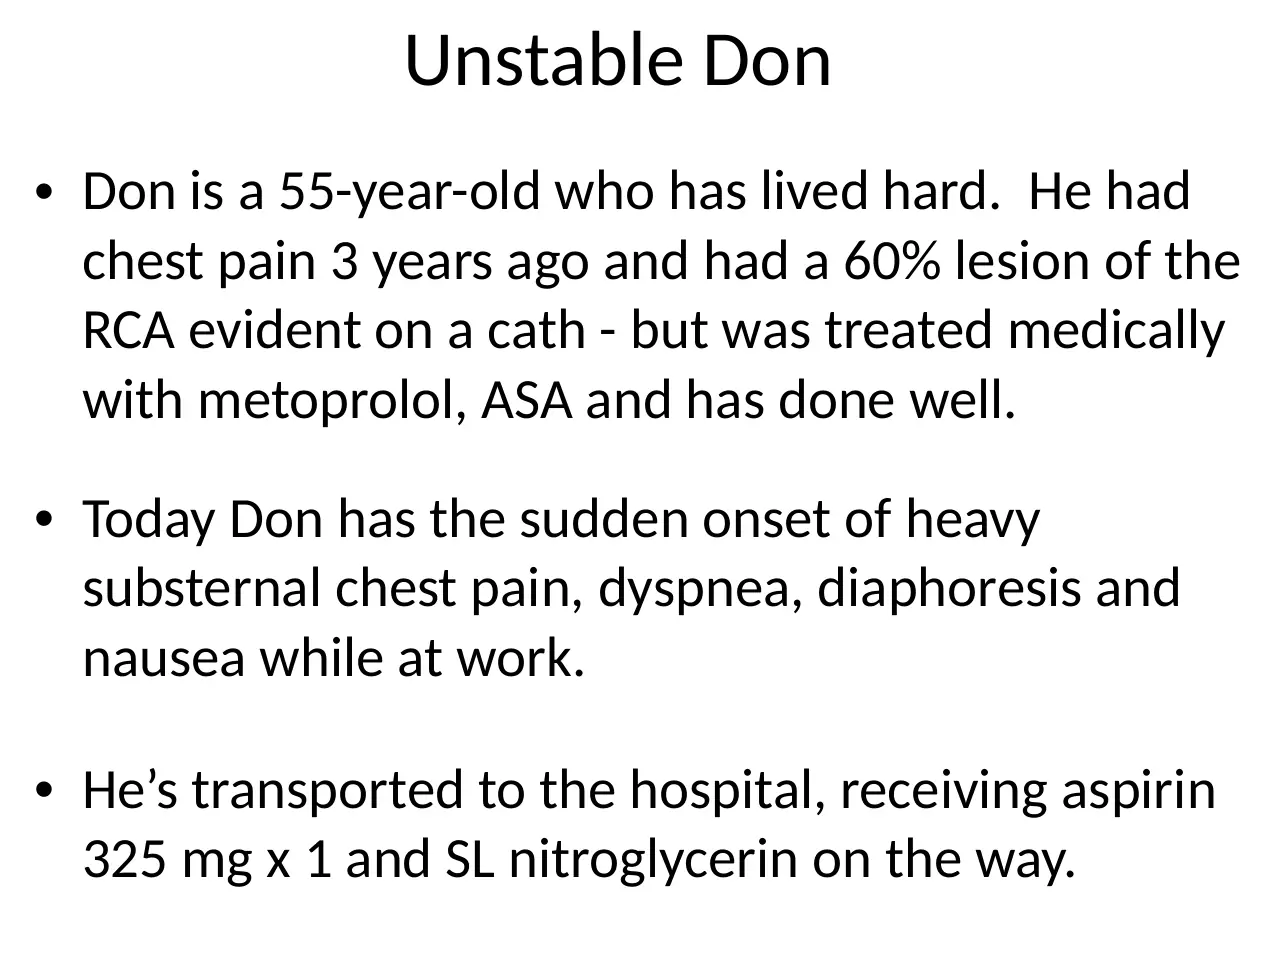 Unstable Don
• Don is a 55-year-old who has lived hard.  He had
chest pain 3 years ago and had a 60% lesion of the
RCA evident on a cath - but was treated medically
with metoprolol, ASA and has done well.
• Today Don has the sudden onset of heavy
substernal chest pain, dyspnea, diaphoresis and
nausea while at work.
• He’s transported to the hospital, receiving aspirin
325 mg x 1 and SL nitroglycerin on the way.